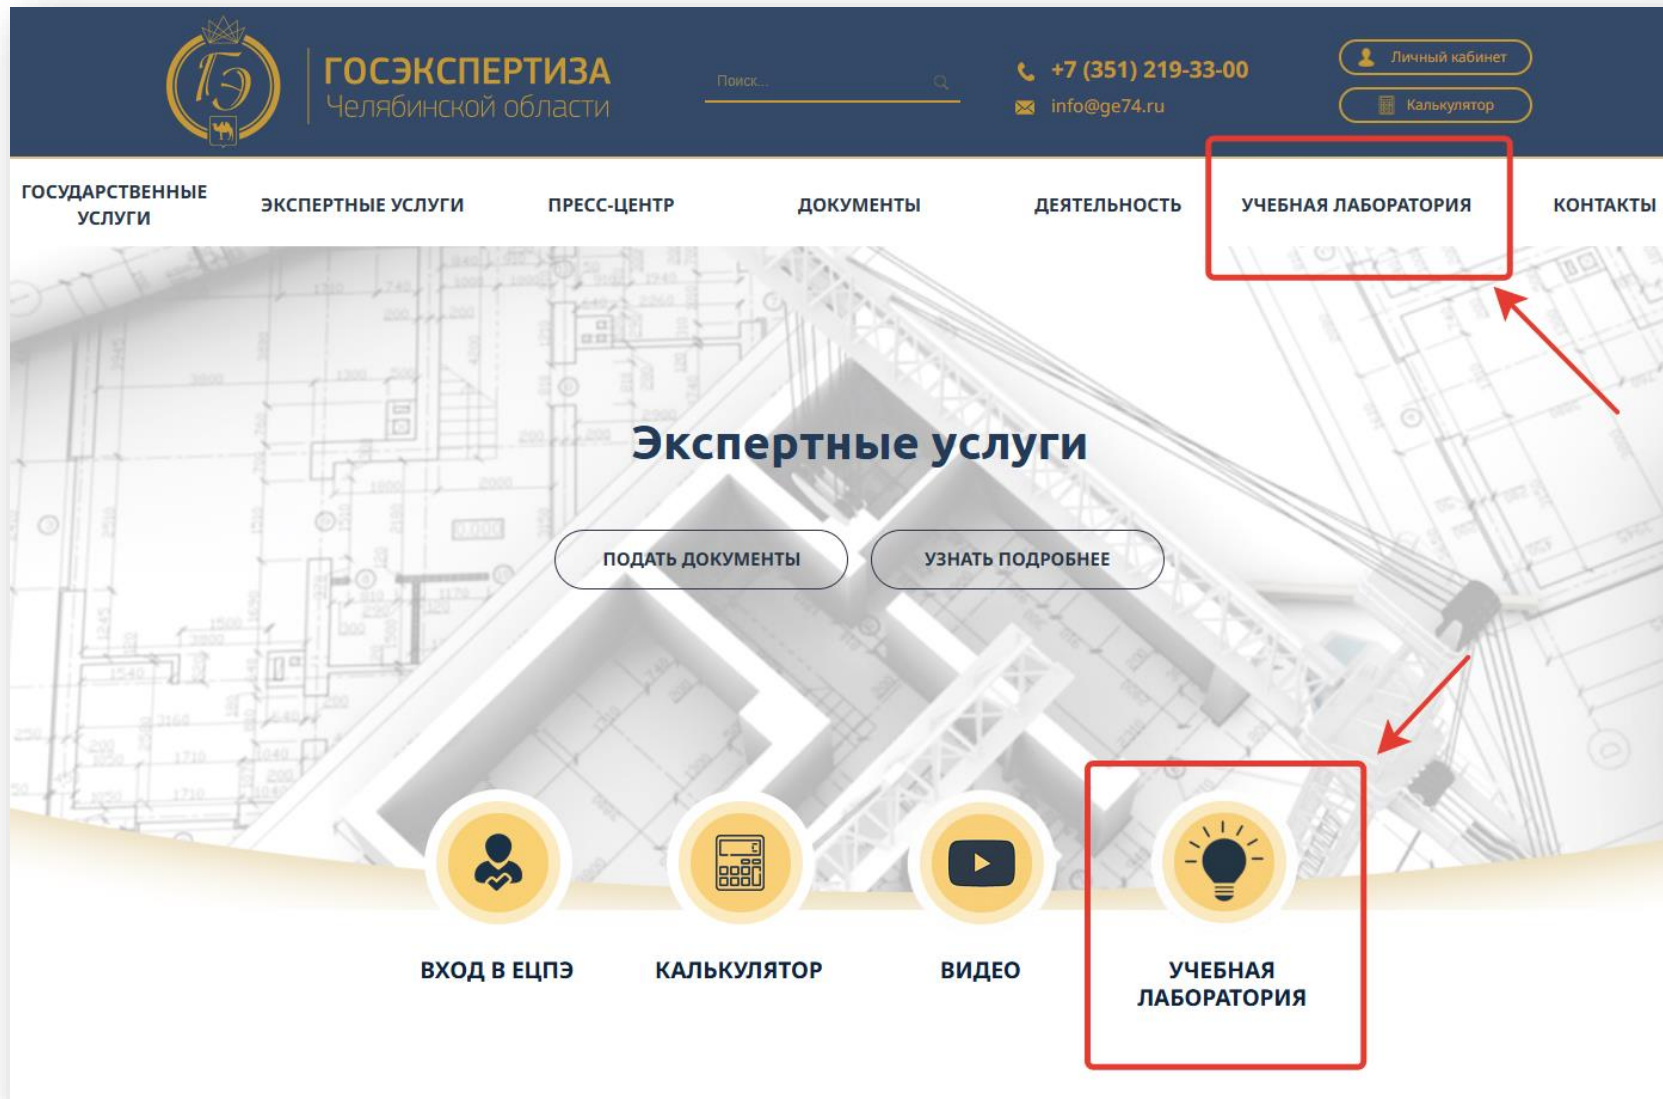 ГОСЭКСПЕРТИЗА
Челябинской области
Поиск...
+7 (351) 219-33-00
info@ge74.ru
Личный кабинет
Калькулятор
ГОСУДАРСТВЕННЫЕ
УСЛУГИ
ЭКСПЕРТНЫЕ УСЛУГИ
ПРЕСС-ЦЕНТР
ДОКУМЕНТЫ
ДЕЯТЕЛЬНОСТЬ
УЧЕБНАЯ ЛАБОРАТОРИЯ
КОНТАКТЫ
Экспертные услуги
ПОДАТЬ ДОКУМЕНТЫ
УЗНАТЬ ПОДРОБНЕЕ
ВХОД В ЕЦПЭ
КАЛЬКУЛЯТОР
ВИДЕО
УЧЕБНАЯ
ЛАБОРАТОРИЯ